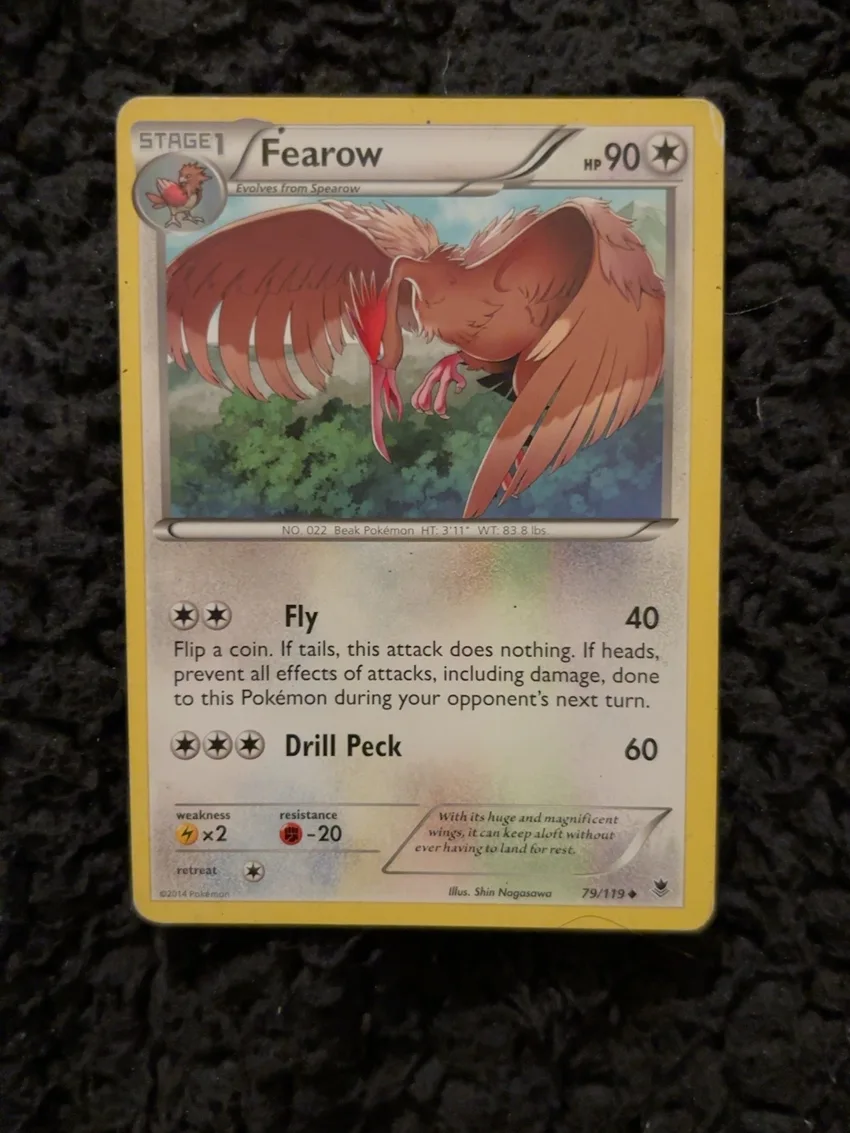 STAGE1
Fearow
HP 90
Evolves from Spearow
NO. 022 Beak Pokémon HT: 3'11" WT: 83.8 lbs.
Fly 40
Flip a coin. If tails, this attack does nothing. If heads,
prevent all effects of attacks, including damage, done
to this Pokémon during your opponent's next turn.
Drill Peck 60
weakness
×2
resistance
-20
retreat
With its huge and magnificent
wings, it can keep aloft without
ever having to land for rest.
©2014 Pokémon
Illus. Shin Nagasawa
79/119